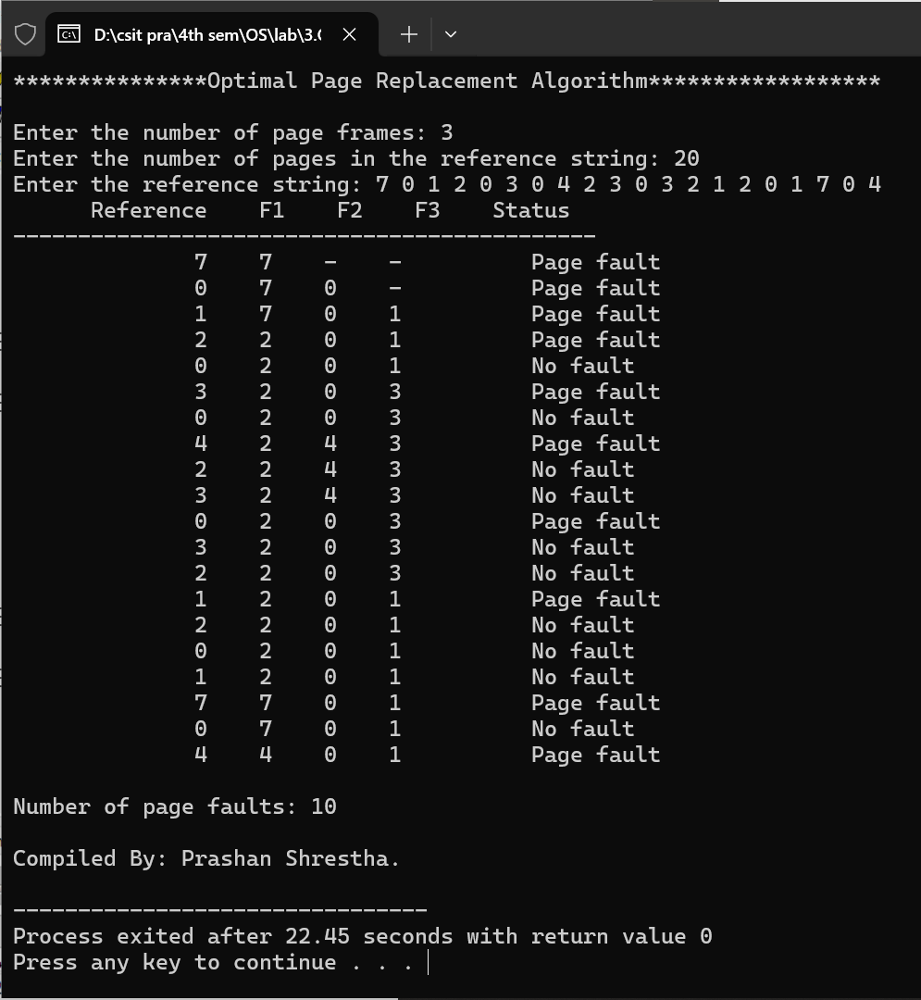 D:\csit pra\4th sem\OS\lab\3.
***************Optimal Page Replacement Algorithm******************
Enter the number of page frames: 3
Enter the number of pages in the reference string: 20
Enter the reference string: 7 0 1 2 0 3 0 4 2 3 0 3 2 1 2 0 1 7 0 4
Reference F1 F2 F3 Status
---------------------------------------------
7 7 - - Page fault
0 7 0 - Page fault
1 7 0 1 Page fault
2 2 0 1 Page fault
0 2 0 1 No fault
3 2 0 3 Page fault
0 2 0 3 No fault
4 2 4 3 Page fault
2 2 4 3 No fault
3 2 4 3 No fault
0 2 0 3 Page fault
3 2 0 3 No fault
2 2 0 3 No fault
1 2 0 1 Page fault
2 2 0 1 No fault
0 2 0 1 No fault
1 2 0 1 No fault
7 7 0 1 Page fault
0 7 0 1 No fault
4 4 0 1 Page fault
Number of page faults: 10
Compiled By: Prashan Shrestha.
--------------------------------
Process exited after 22.45 seconds with return value 0
Press any key to continue . . .